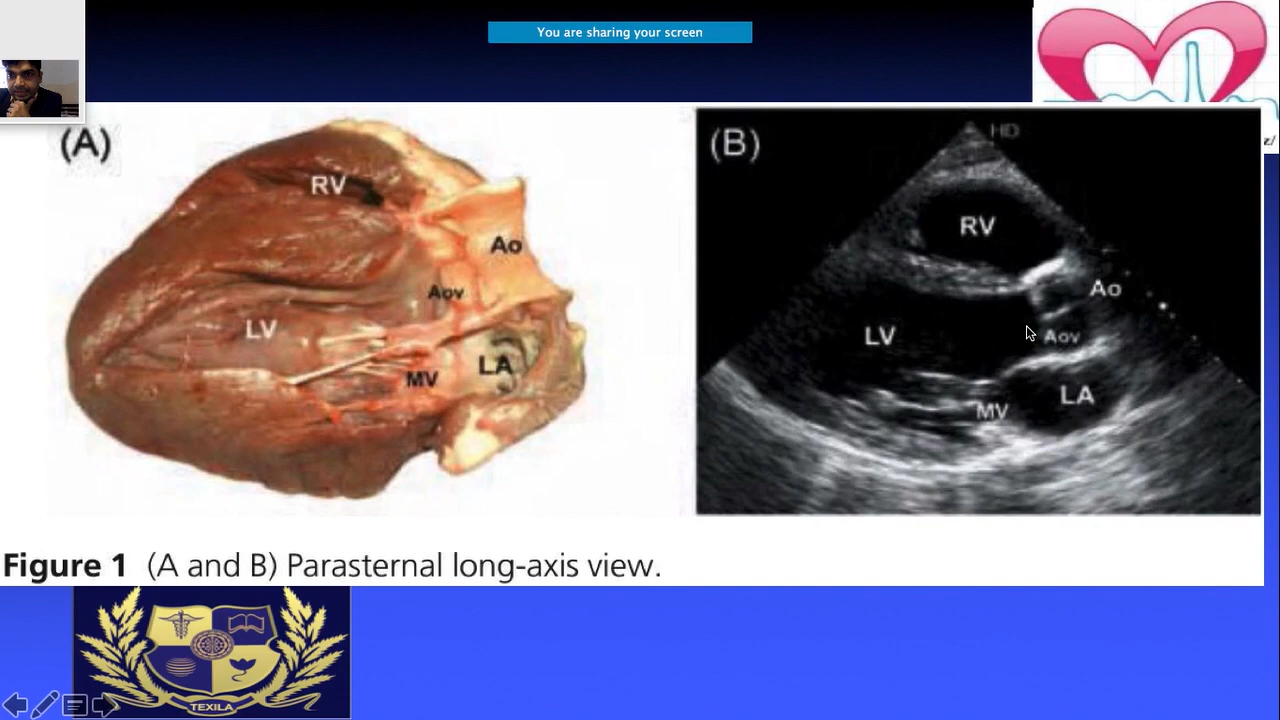 You are sharing your screen
z/
(A)
RV
Ao
Aov
LV
LA
MV
(B)
HD
RV
Ao
LV
Aov
LA
MV
Figure 1 (A and B) Parasternal long-axis view.
TEXILA